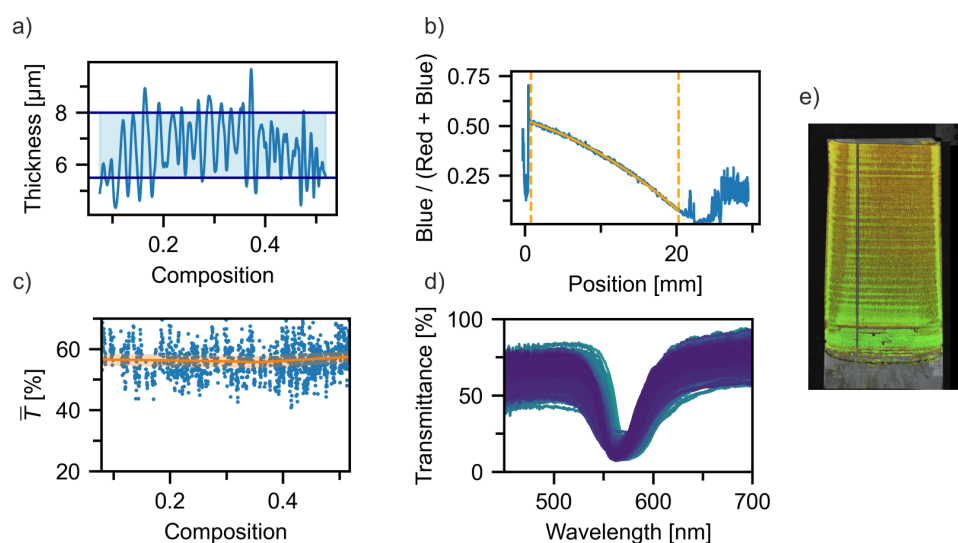 a)
Thickness [μm]
8
6
0.2
0.4
Composition
b)
Blue / (Red + Blue)
0.75
0.50
0.25
0
10
20
Position [mm]
e)
c)
T [%]
60
40
20
0.2
0.4
Composition
d)
Transmittance [%]
100
50
0
500
600
700
Wavelength [nm]